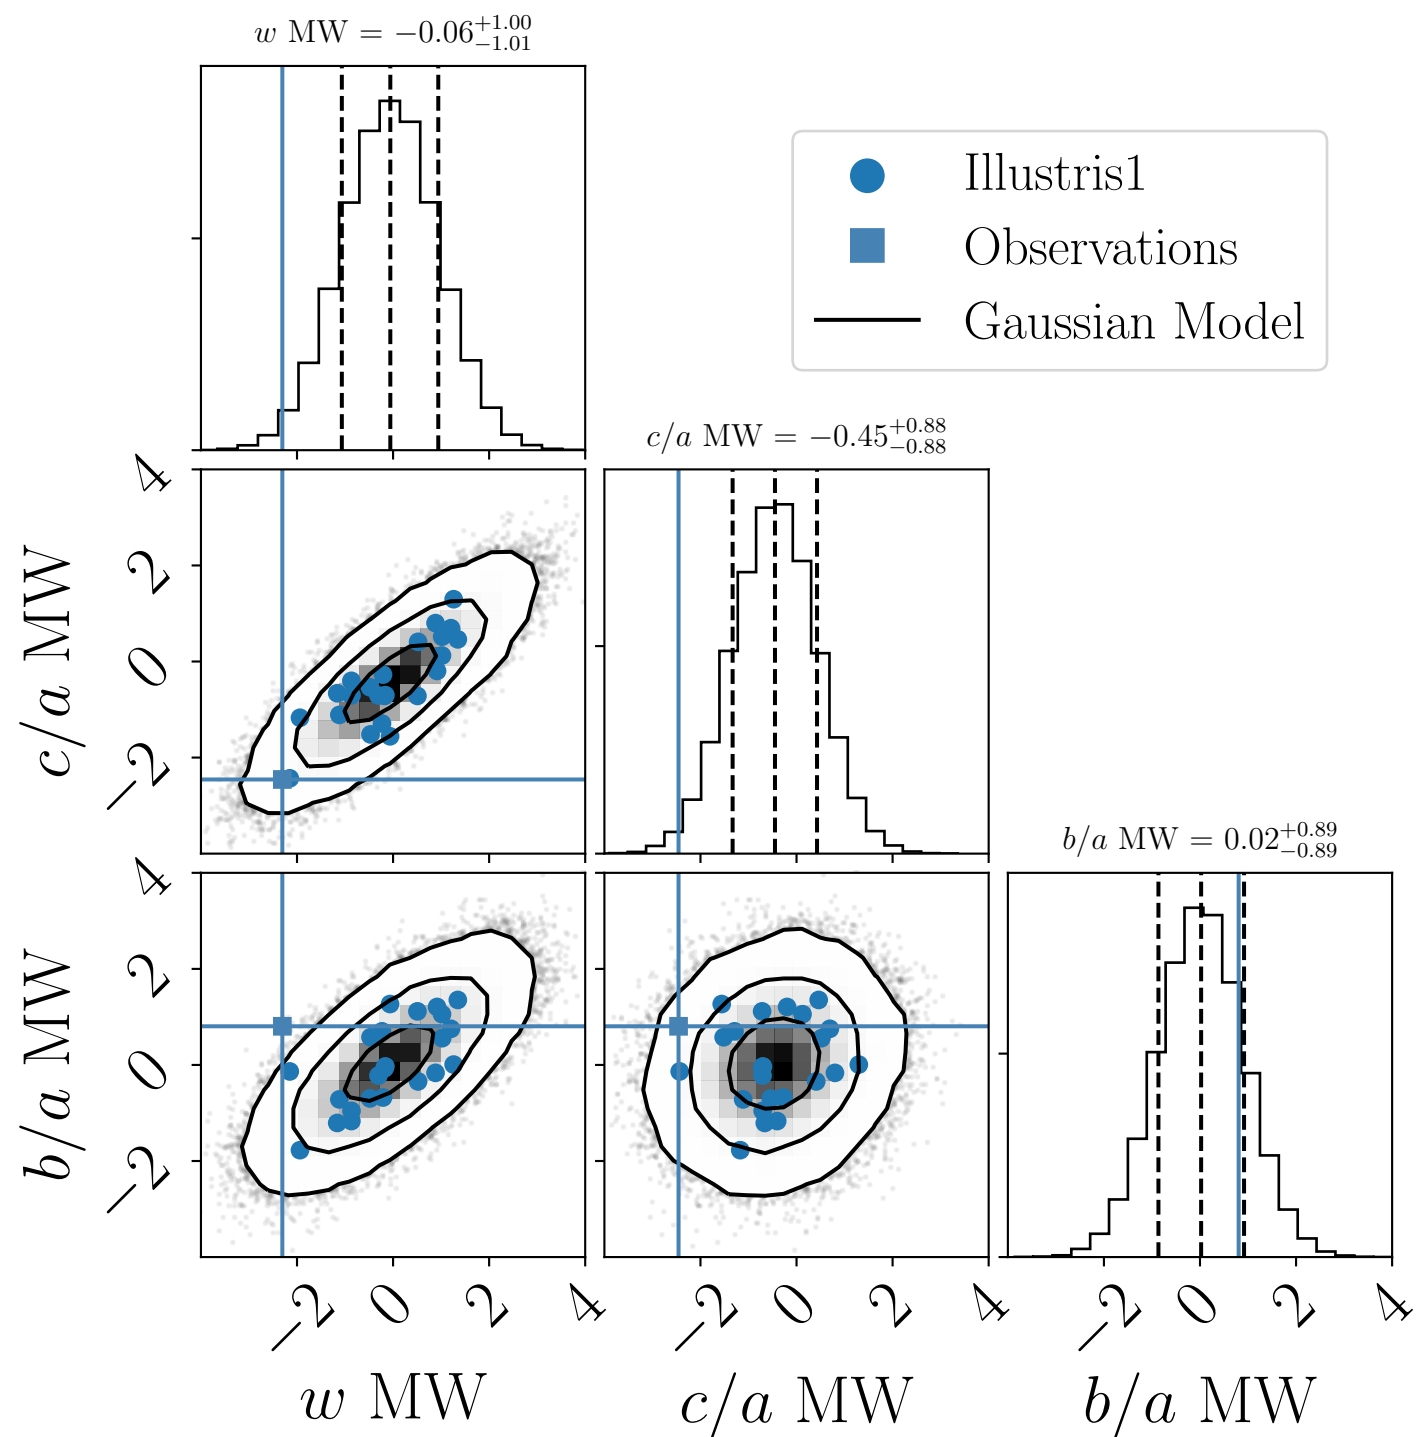 w MW = −0.06+1.00−1.01
Illustris1
Observations
Gaussian Model
c/a MW = −0.45+0.88−0.88
4
2
0
−2
c/a MW
b/a MW = 0.02+0.89−0.89
4
2
0
−2
b/a MW
−2 0 2 4
−2 0 2 4
−2 0 2 4
w MW
c/a MW
b/a MW